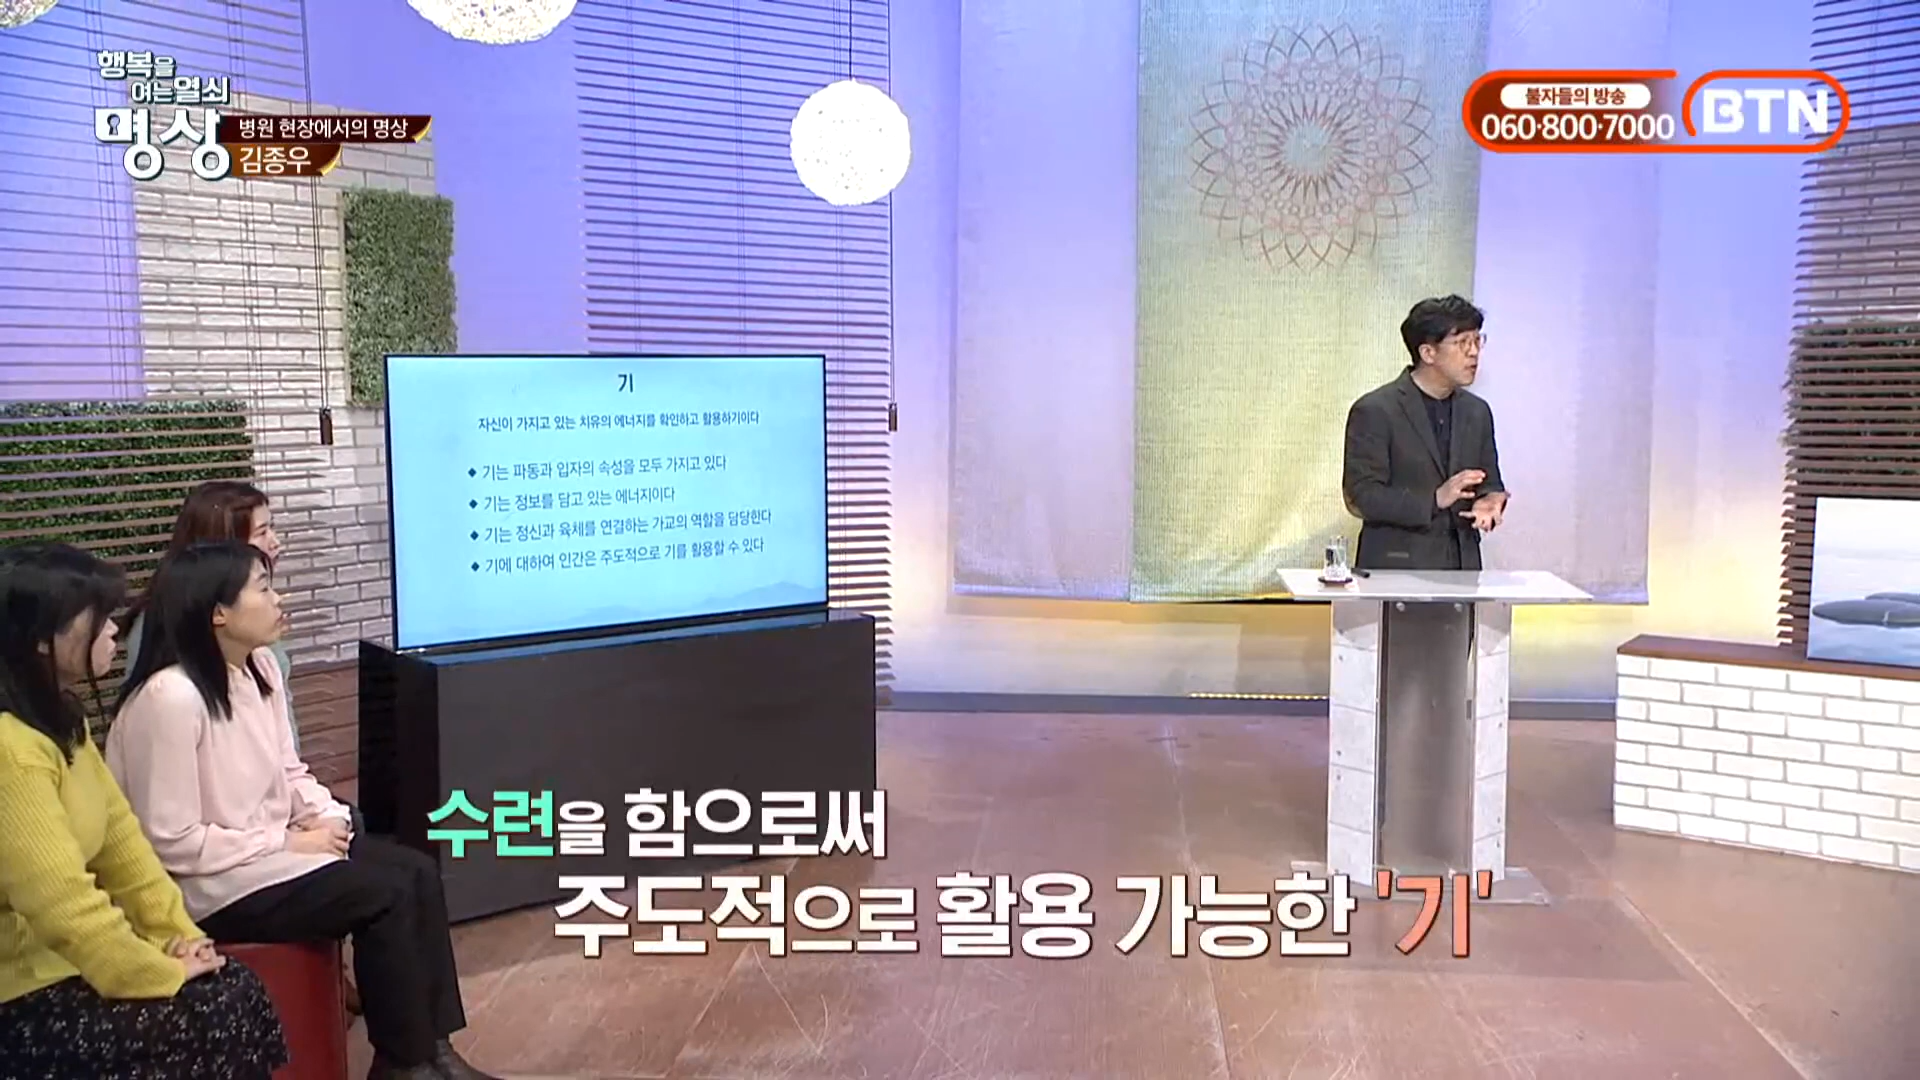 행복을
여는 열쇠
명상
병원 현장에서의 명상
김종우
불자들의 방송
060·800·7000
BTN
기
자신이 가지고 있는 치유의 에너지를 확인하고 활용하기이다
◆ 기는 파동과 입자의 속성을 모두 가지고 있다
◆ 기는 정보를 담고 있는 에너지이다
◆ 기는 정신과 육체를 연결하는 가교의 역할을 담당한다
◆ 기에 대하여 인간은 주도적으로 기를 활용할 수 있다
수련을 함으로써
주도적으로 활용 가능한 '기'